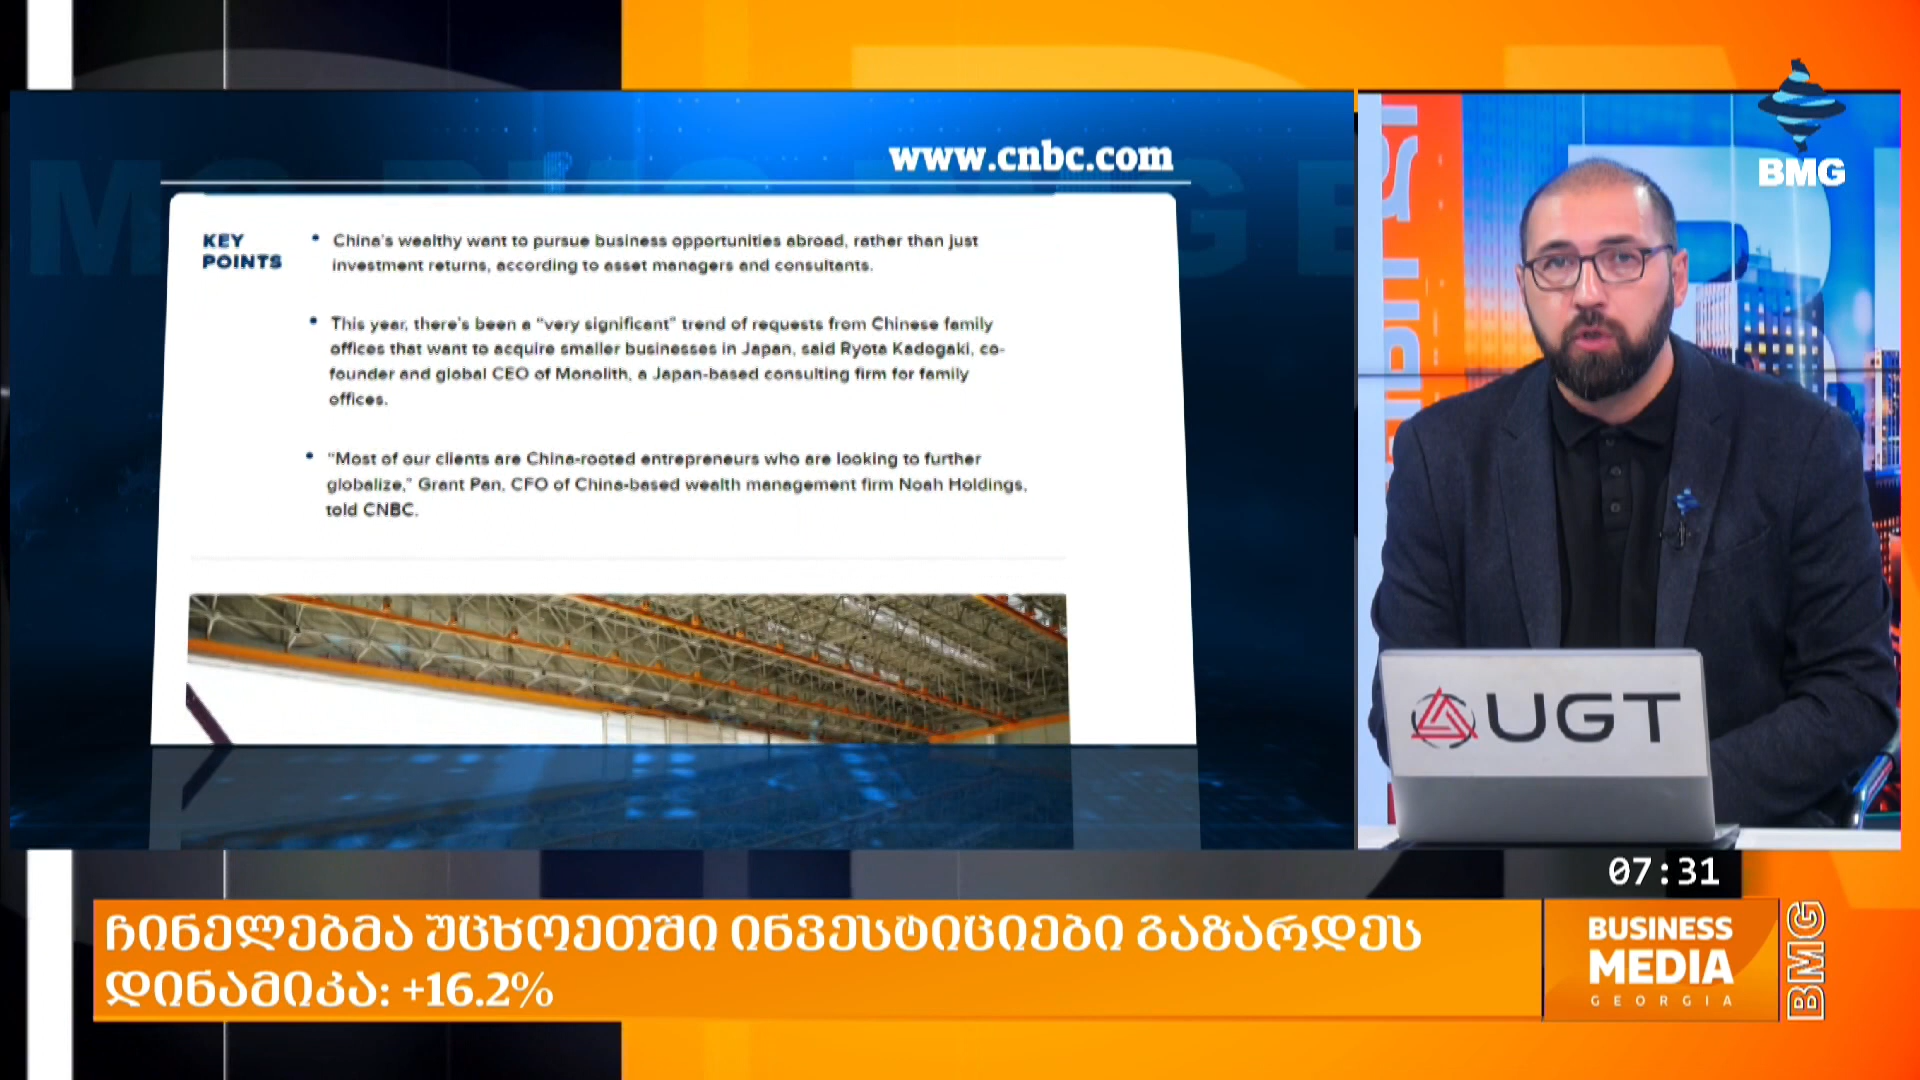 www.cnbc.com
BMG
KEY
POINTS
• China's wealthy want to pursue business opportunities abroad, rather than just
investment returns, according to asset managers and consultants.
• This year, there's been a “very significant” trend of requests from Chinese family
offices that want to acquire smaller businesses in Japan, said Ryota Kadogaki, co-
founder and global CEO of Monolith, a Japan-based consulting firm for family
offices.
• “Most of our clients are China-rooted entrepreneurs who are looking to further
globalize,” Grant Pan, CFO of China-based wealth management firm Noah Holdings,
told CNBC.
UGT
07:31
ჩინელებმა უცხოეთში ინვესტიციები გაზარდეს
დინამიკა: +16.2%
BUSINESS
MEDIA
GEORGIA
BMG